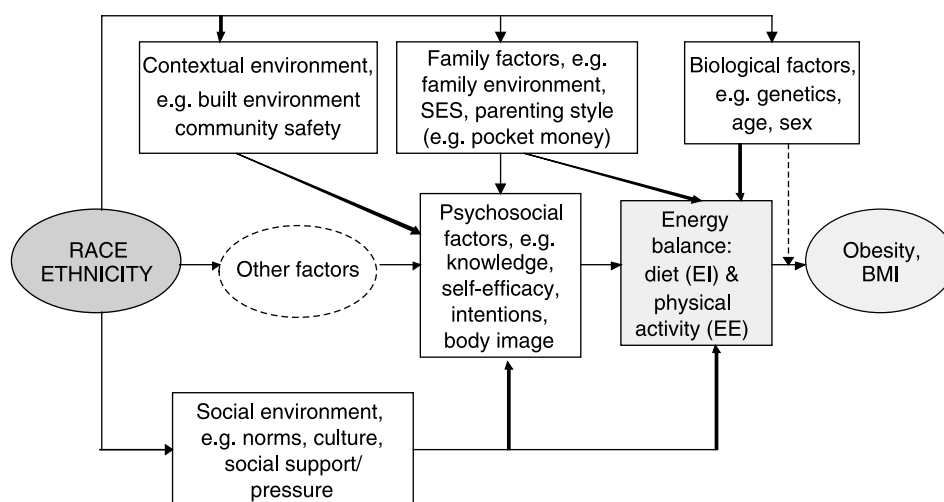 Contextual environment,
e.g. built environment
community safety
Family factors, e.g.
family environment,
SES, parenting style
(e.g. pocket money)
Biological factors,
e.g. genetics,
age, sex
RACE
ETHNICITY
Other factors
Psychosocial
factors, e.g.
knowledge,
self-efficacy,
intentions,
body image
Energy
balance:
diet (EI) &
physical
activity (EE)
Obesity,
BMI
Social environment,
e.g. norms, culture,
social support/
pressure